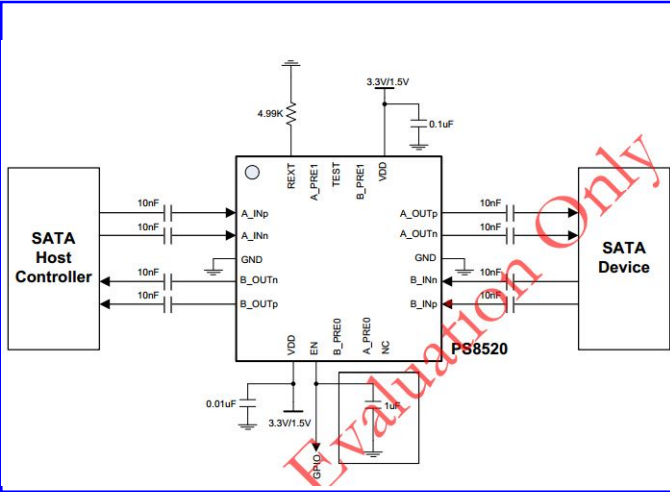 3.3V/1.5V
4.99K
0.1uF
REXT
A_PRE1
TEST
B_PRE1
VDD
SATA
Host
Controller
10nF
10nF
10nF
10nF
A_INp
A_INn
GND
B_OUTn
B_OUTp
A_OUTp
A_OUTn
GND
B_INn
B_INp
10nF
10nF
10nF
10nF
SATA
Device
VDD
EN
B_PRE0
A_PRE0
NC
PS8520
0.01uF
3.3V/1.5V
1uF
GPIO
Evaluation Only